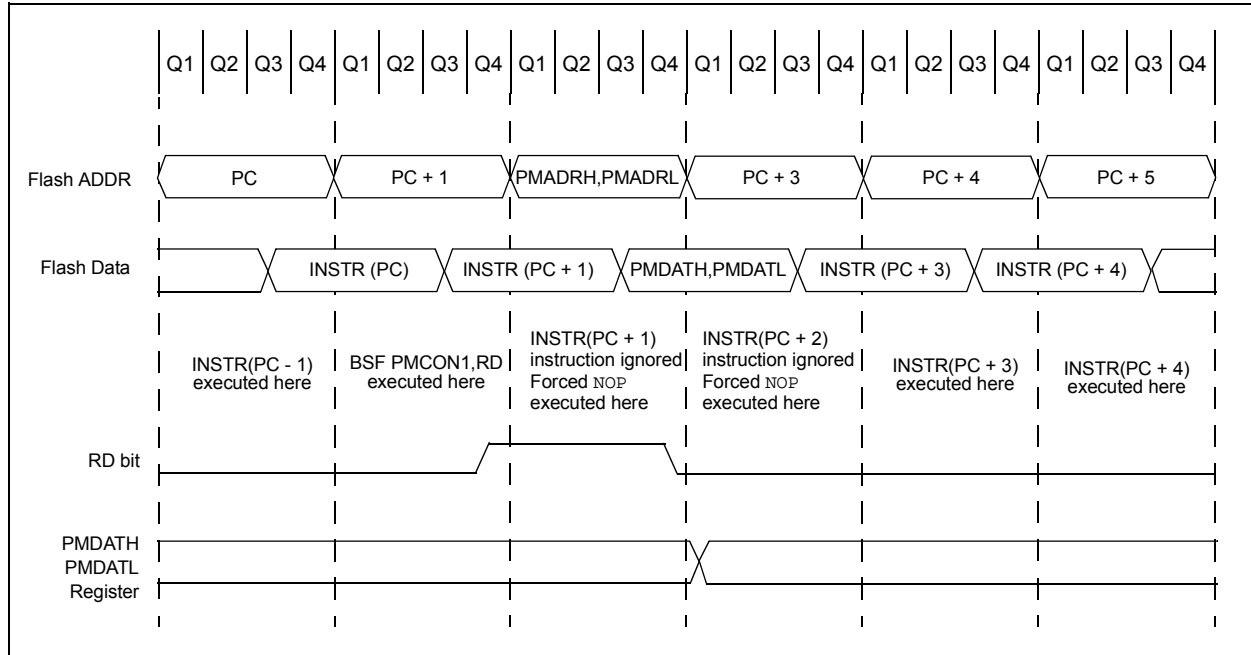 Q1 Q2 Q3 Q4 Q1 Q2 Q3 Q4 Q1 Q2 Q3 Q4 Q1 Q2 Q3 Q4 Q1 Q2 Q3 Q4 Q1 Q2 Q3 Q4
Flash ADDR PC PC + 1 PMADRH,PMADRL PC + 3 PC + 4 PC + 5
Flash Data INSTR (PC) INSTR (PC + 1) PMDATH,PMDATL INSTR (PC + 3) INSTR (PC + 4)
INSTR(PC - 1)
executed here
BSF PMCON1,RD
executed here
INSTR(PC + 1)
instruction ignored
Forced NOP
executed here
INSTR(PC + 2)
instruction ignored
Forced NOP
executed here
INSTR(PC + 3)
executed here
INSTR(PC + 4)
executed here
RD bit
PMDATH
PMDATL
Register